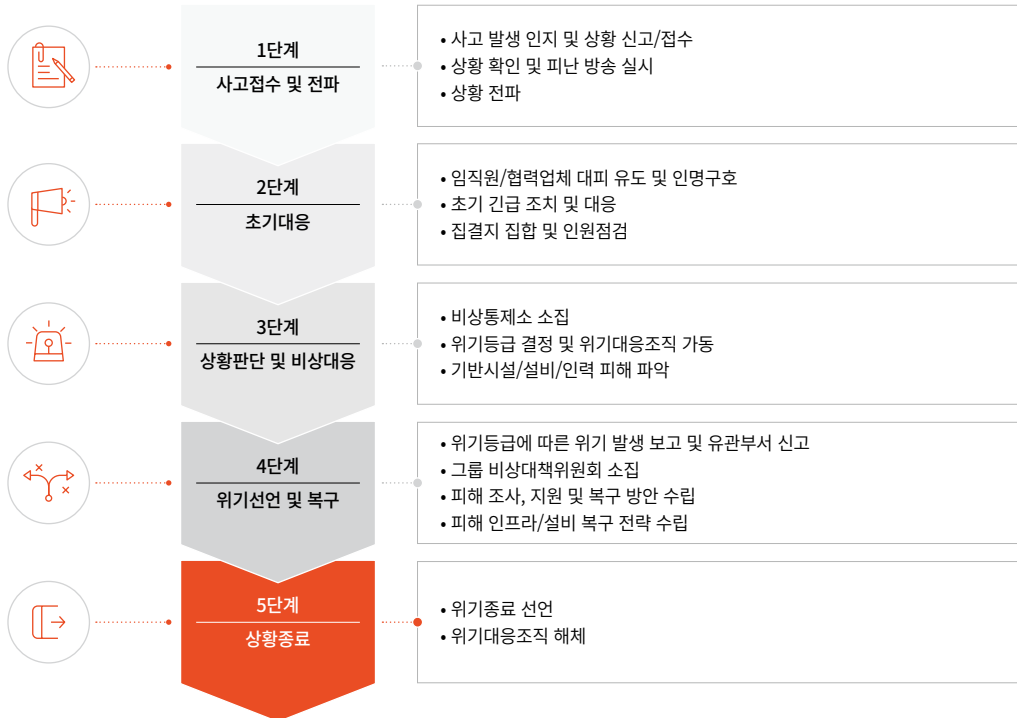 1단계
사고접수 및 전파
• 사고 발생 인지 및 상황 신고/접수
• 상황 확인 및 피난 방송 실시
• 상황 전파
2단계
초기대응
• 임직원/협력업체 대피 유도 및 인명구호
• 초기 긴급 조치 및 대응
• 집결지 집합 및 인원점검
3단계
상황판단 및 비상대응
• 비상통제소 소집
• 위기등급 결정 및 위기대응조직 가동
• 기반시설/설비/인력 피해 파악
4단계
위기선언 및 복구
• 위기등급에 따른 위기 발생 보고 및 유관부서 신고
• 그룹 비상대책위원회 소집
• 피해 조사, 지원 및 복구 방안 수립
• 피해 인프라/설비 복구 전략 수립
5단계
상황종료
• 위기종료 선언
• 위기대응조직 해체